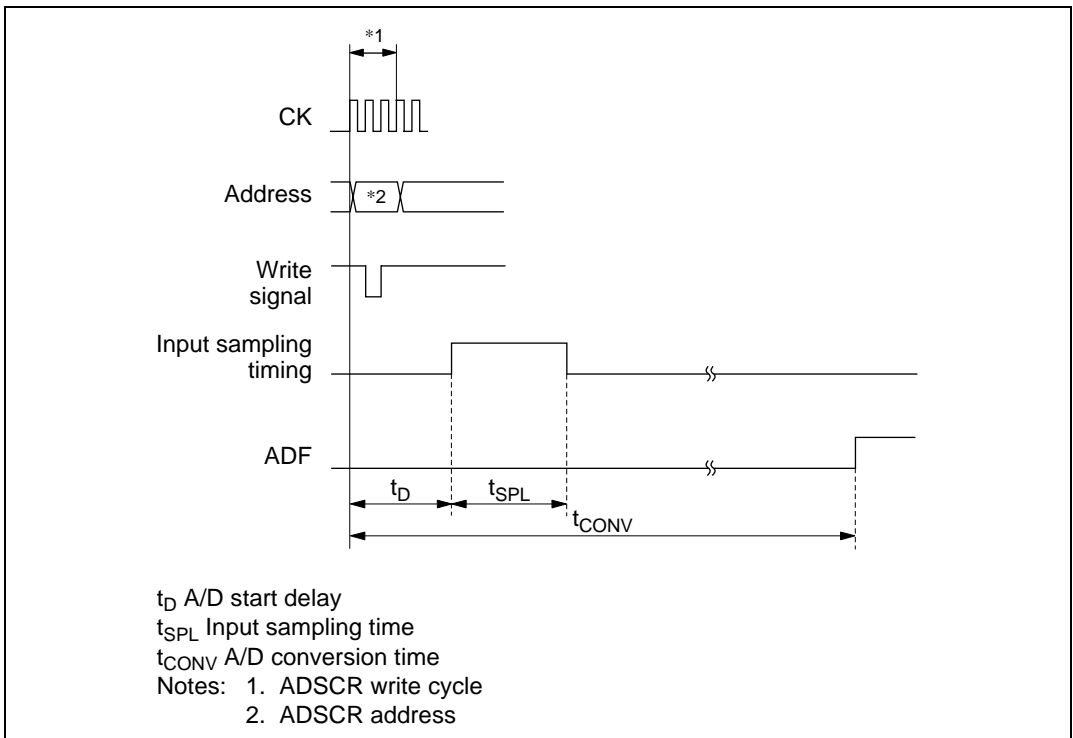 *1
CK
Address
*2
Write
signal
Input sampling
timing
ADF
tD
tSPL
tCONV
tD A/D start delay
tSPL Input sampling time
tCONV A/D conversion time
Notes: 1. ADSCR write cycle
2. ADSCR address